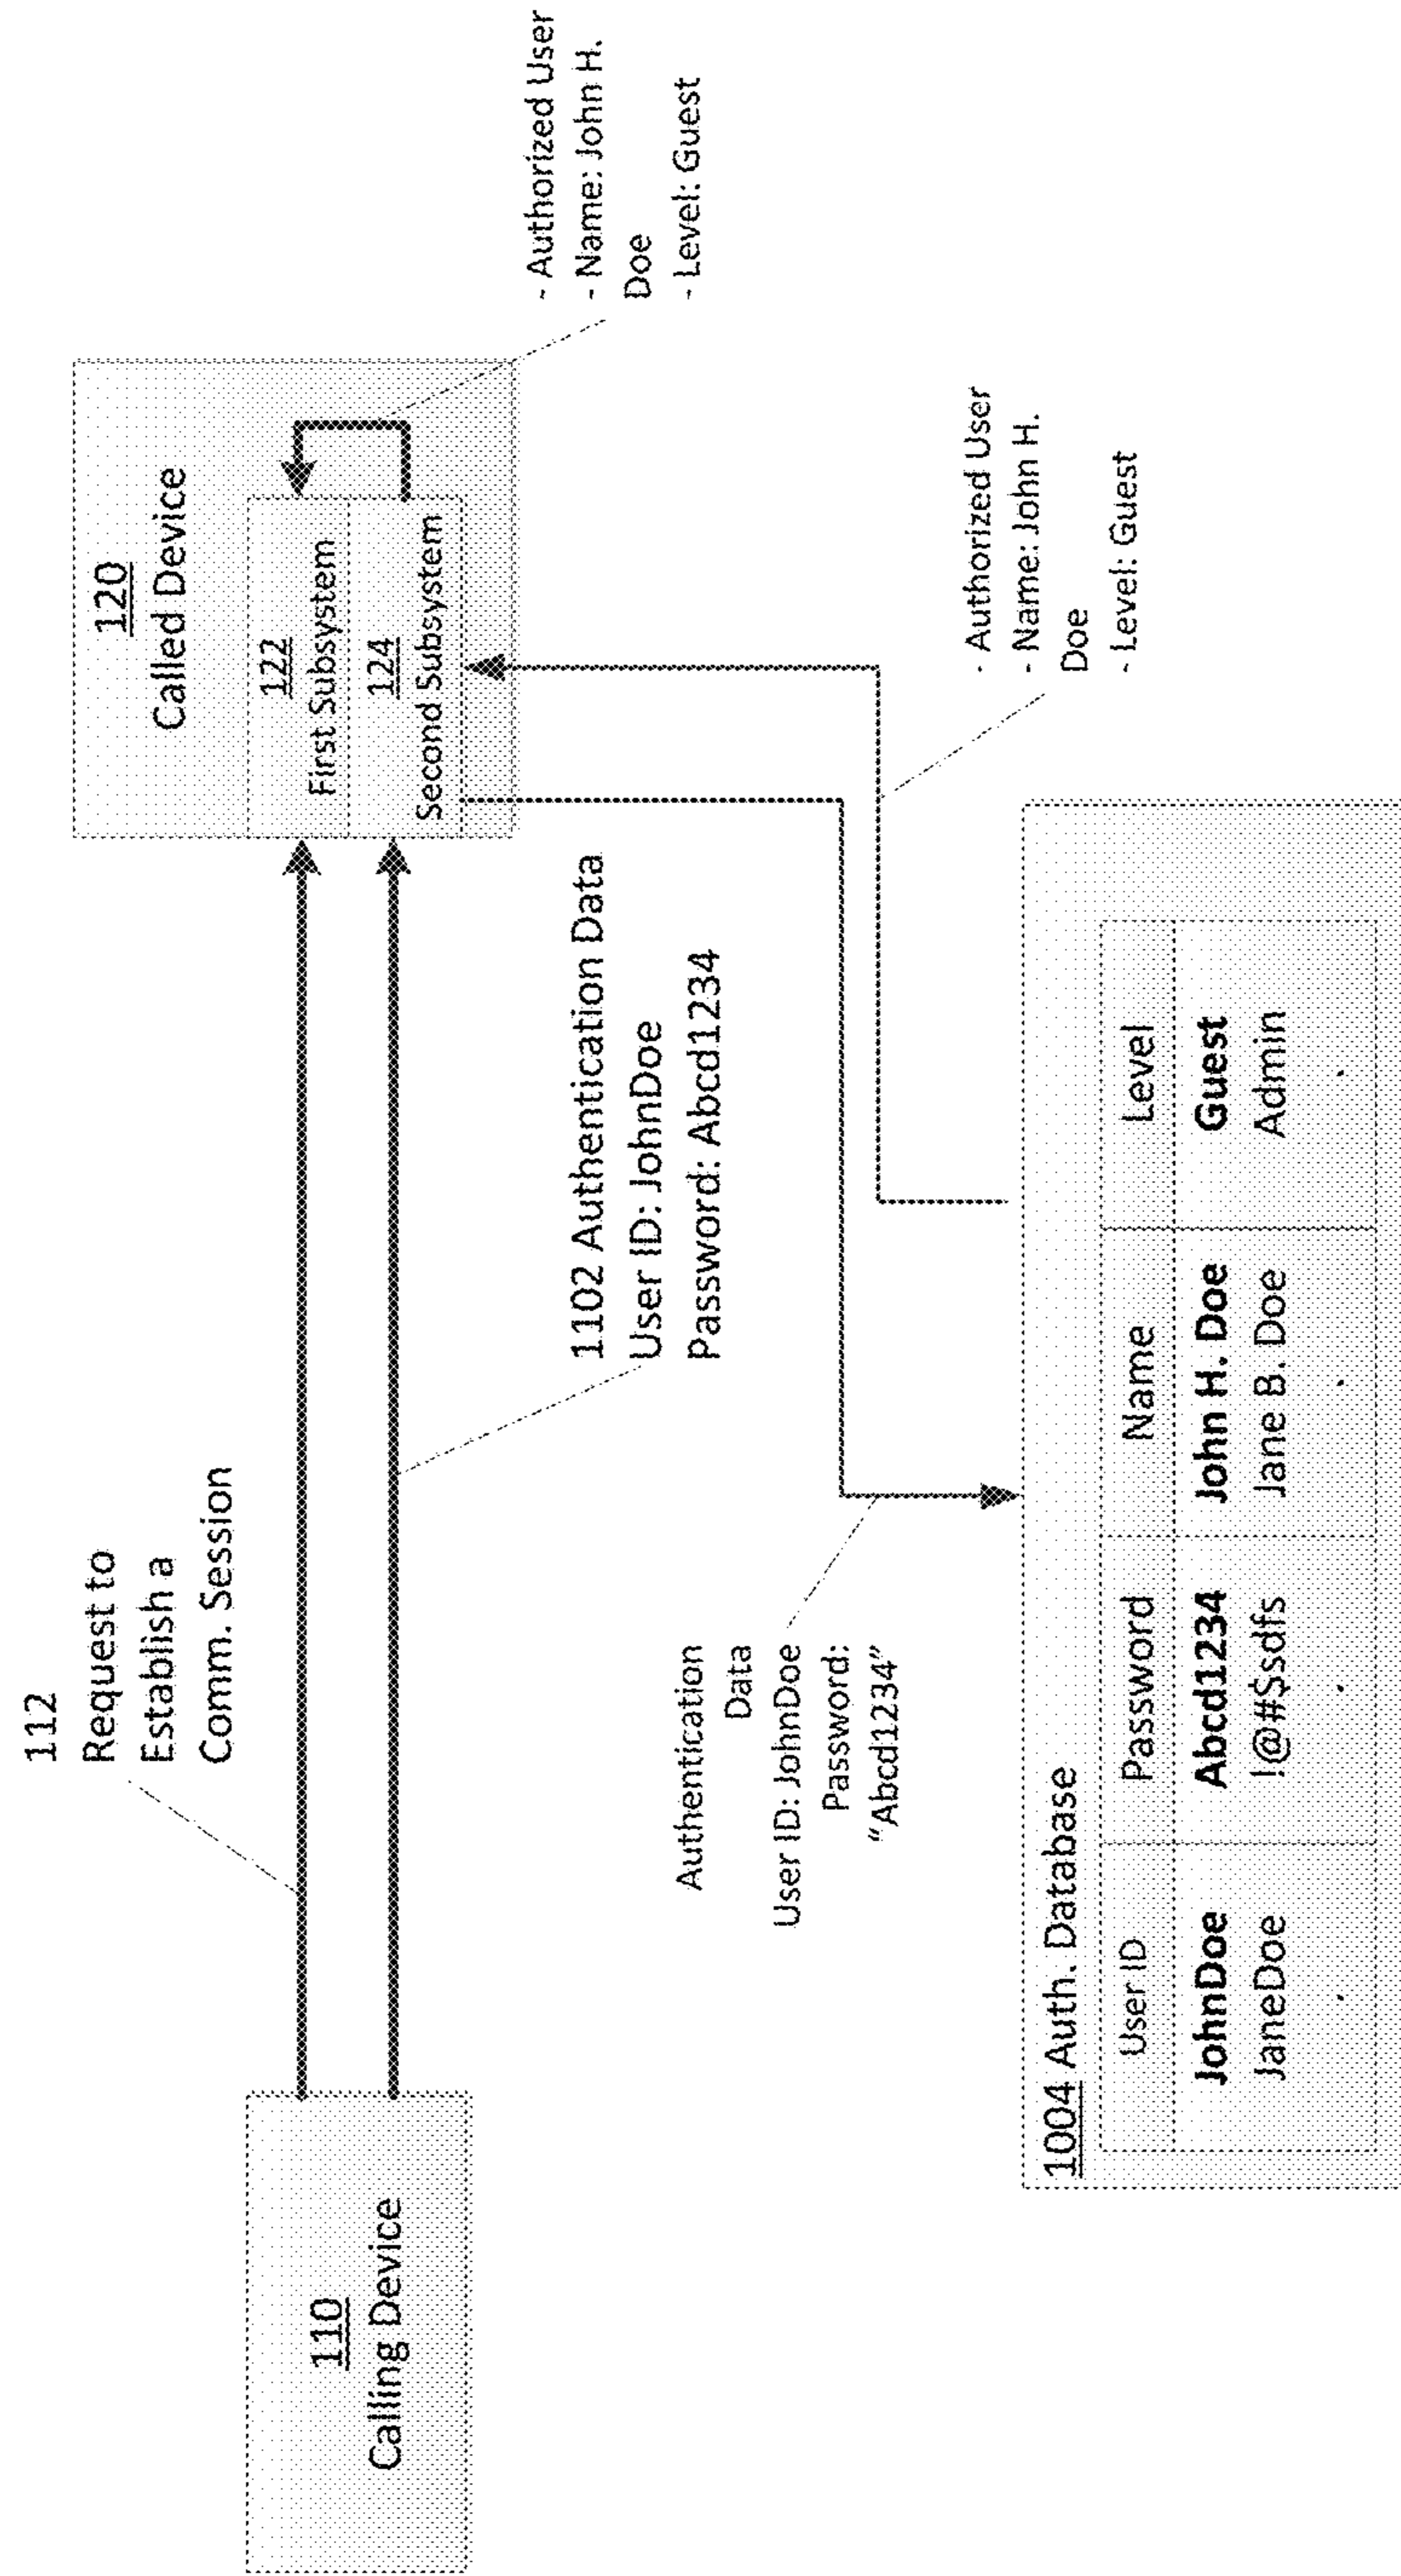 112
Request to
Establish a
Comm. Session
110
Calling Device
120
Called Device
122
First Subsystem
124
Second Subsystem
- Authorized User
- Name: John H.
Doe
- Level: Guest
1102 Authentication Data
User ID: JohnDoe
Password: Abcd1234
Authentication
Data
User ID: JohnDoe
Password:
“Abcd1234”
- Authorized User
- Name: John H.
Doe
- Level: Guest
1004 Auth. Database
User ID Password Name Level
JohnDoe Abcd1234 John H. Doe Guest
JaneDoe !@#$sdfs Jane B. Doe Admin
. . . .